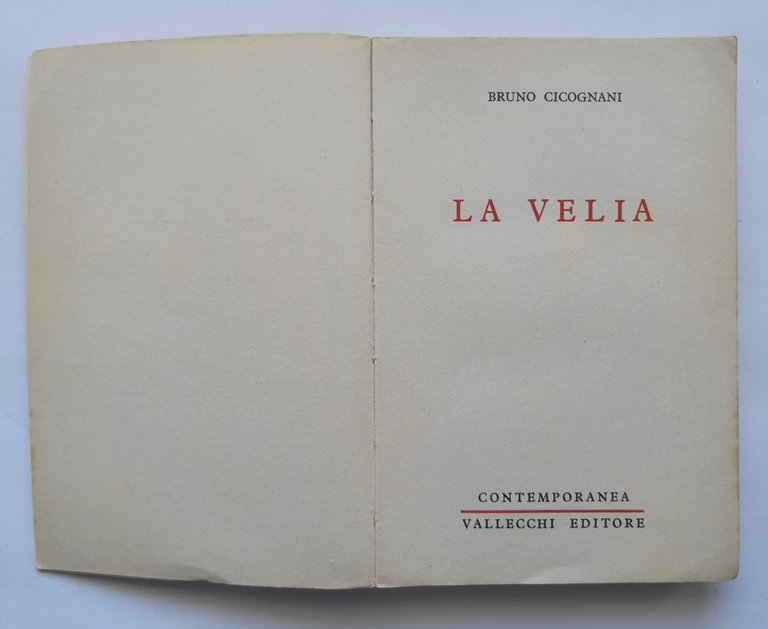 BRUNO CICOGNANI
LA VELIA
CONTEMPORANEA
VALLECCHI EDITORE